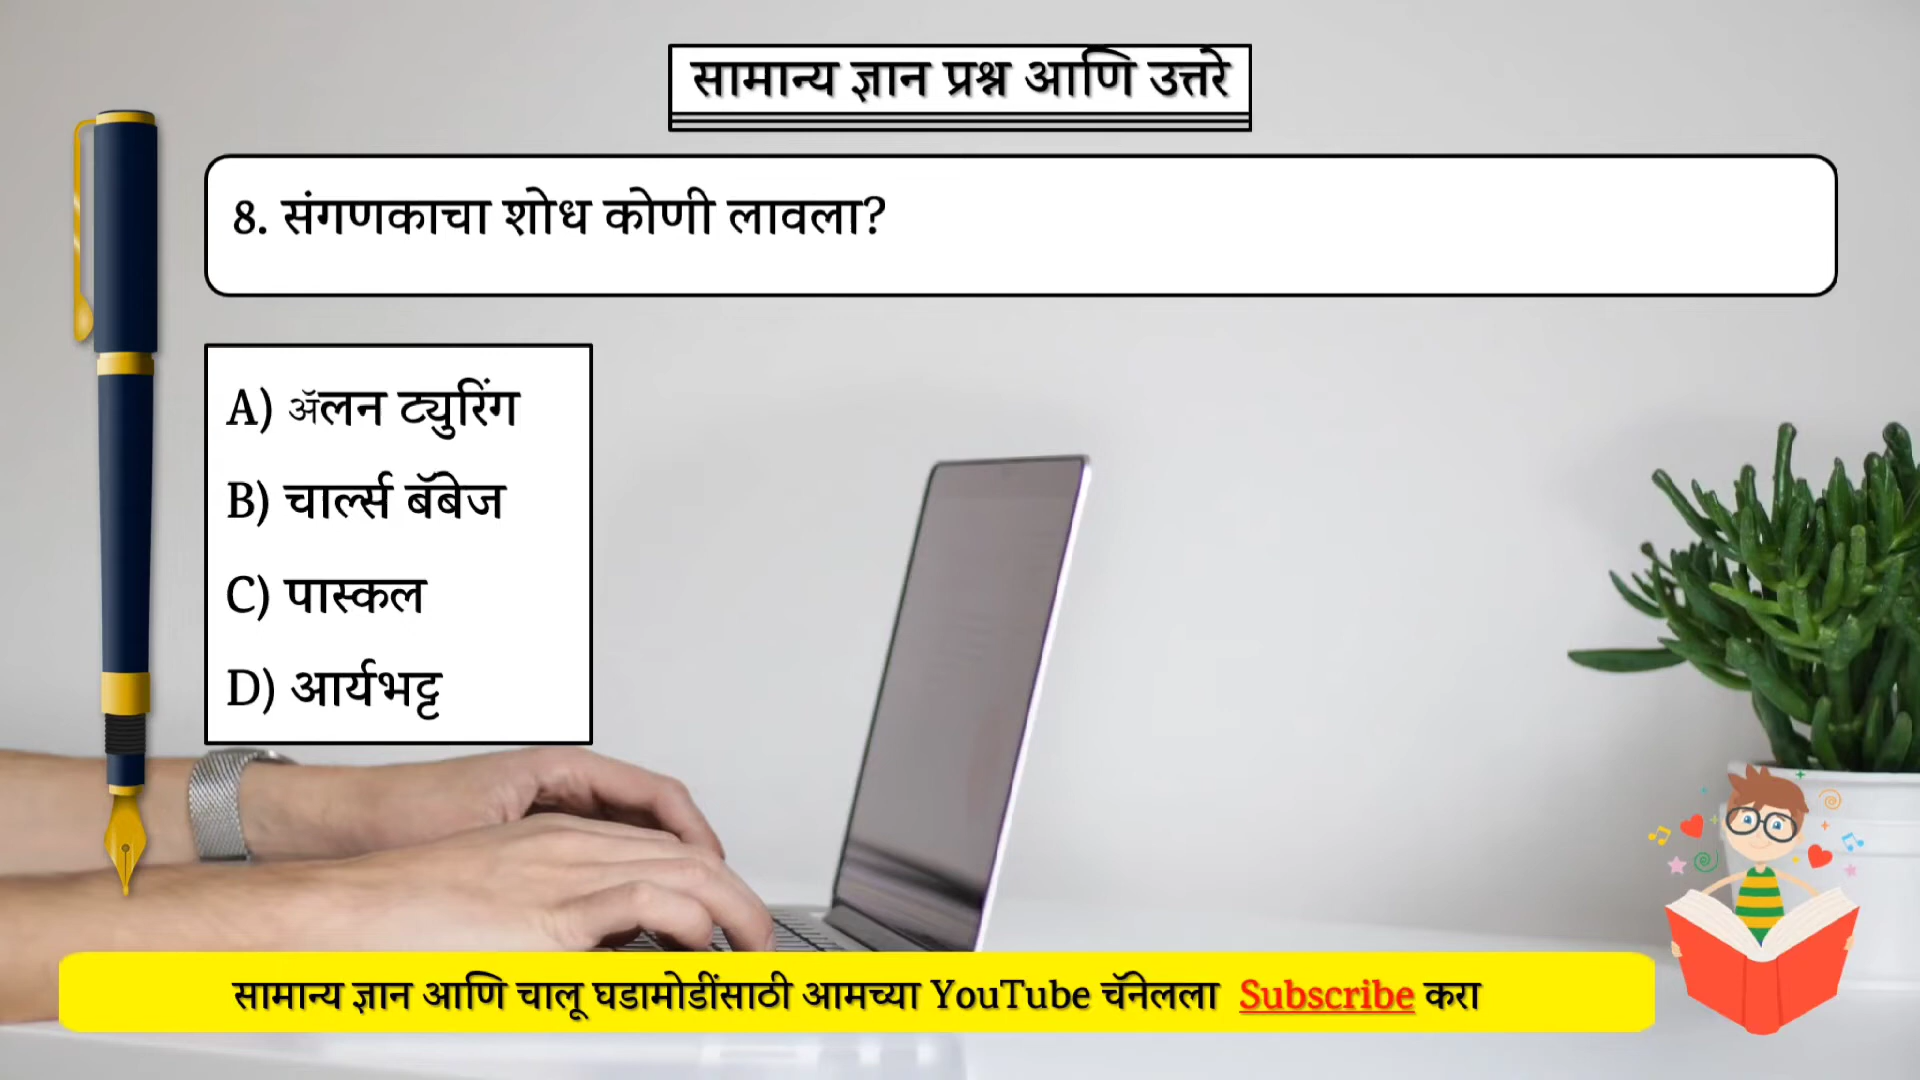 सामान्य ज्ञान प्रश्न आणि उत्तरे
8. संगणकाचा शोध कोणी लावला?
A) ॲलन ट्युरिंग
B) चार्ल्स बॅबेज
C) पास्कल
D) आर्यभट्ट
सामान्य ज्ञान आणि चालू घडामोडींसाठी आमच्या YouTube चॅनेलला Subscribe करा